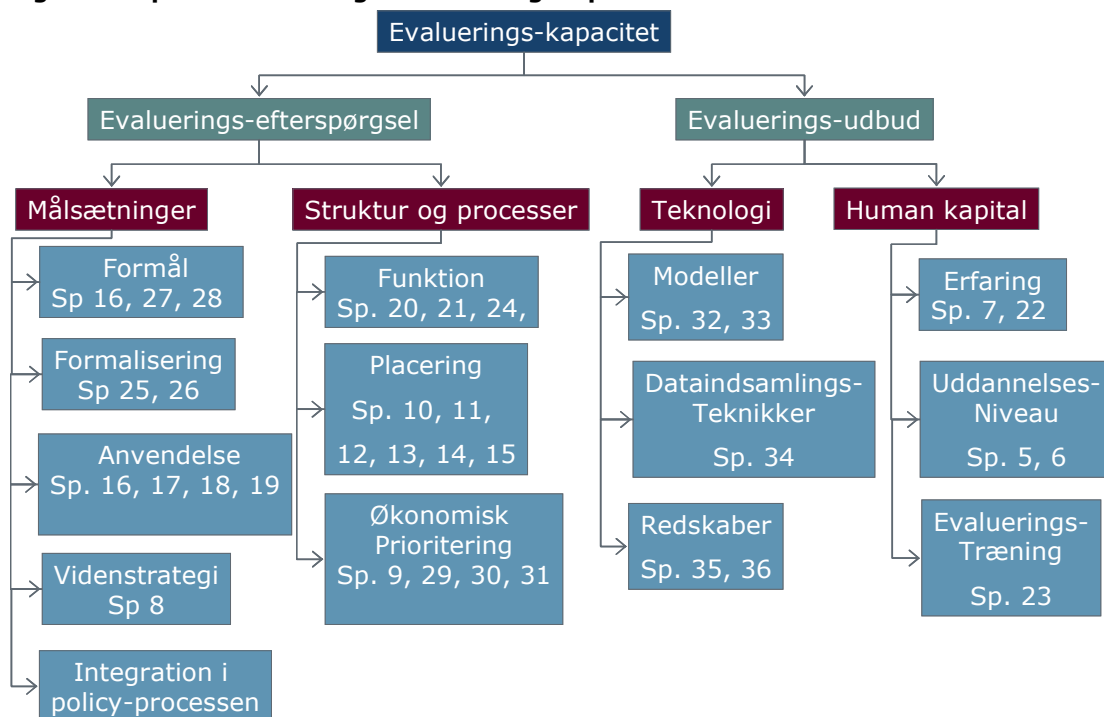 Evaluerings-kapacitet
Evaluerings-efterspørgsel
Evaluerings-udbud
Målsætninger
Struktur og processer
Teknologi
Human kapital
Formål
Sp 16, 27, 28
Formalisering
Sp 25, 26
Anvendelse
Sp. 16, 17, 18, 19
Videnstrategi
Sp 8
Integration i
policy-processen
Funktion
Sp. 20, 21, 24,
Placering
Sp. 10, 11,
12, 13, 14, 15
Økonomisk
Prioritering
Sp. 9, 29, 30, 31
Modeller
Sp. 32, 33
Dataindsamlings-
Teknikker
Sp. 34
Redskaber
Sp. 35, 36
Erfaring
Sp. 7, 22
Uddannelses-
Niveau
Sp. 5, 6
Evaluerings-
Træning
Sp. 23